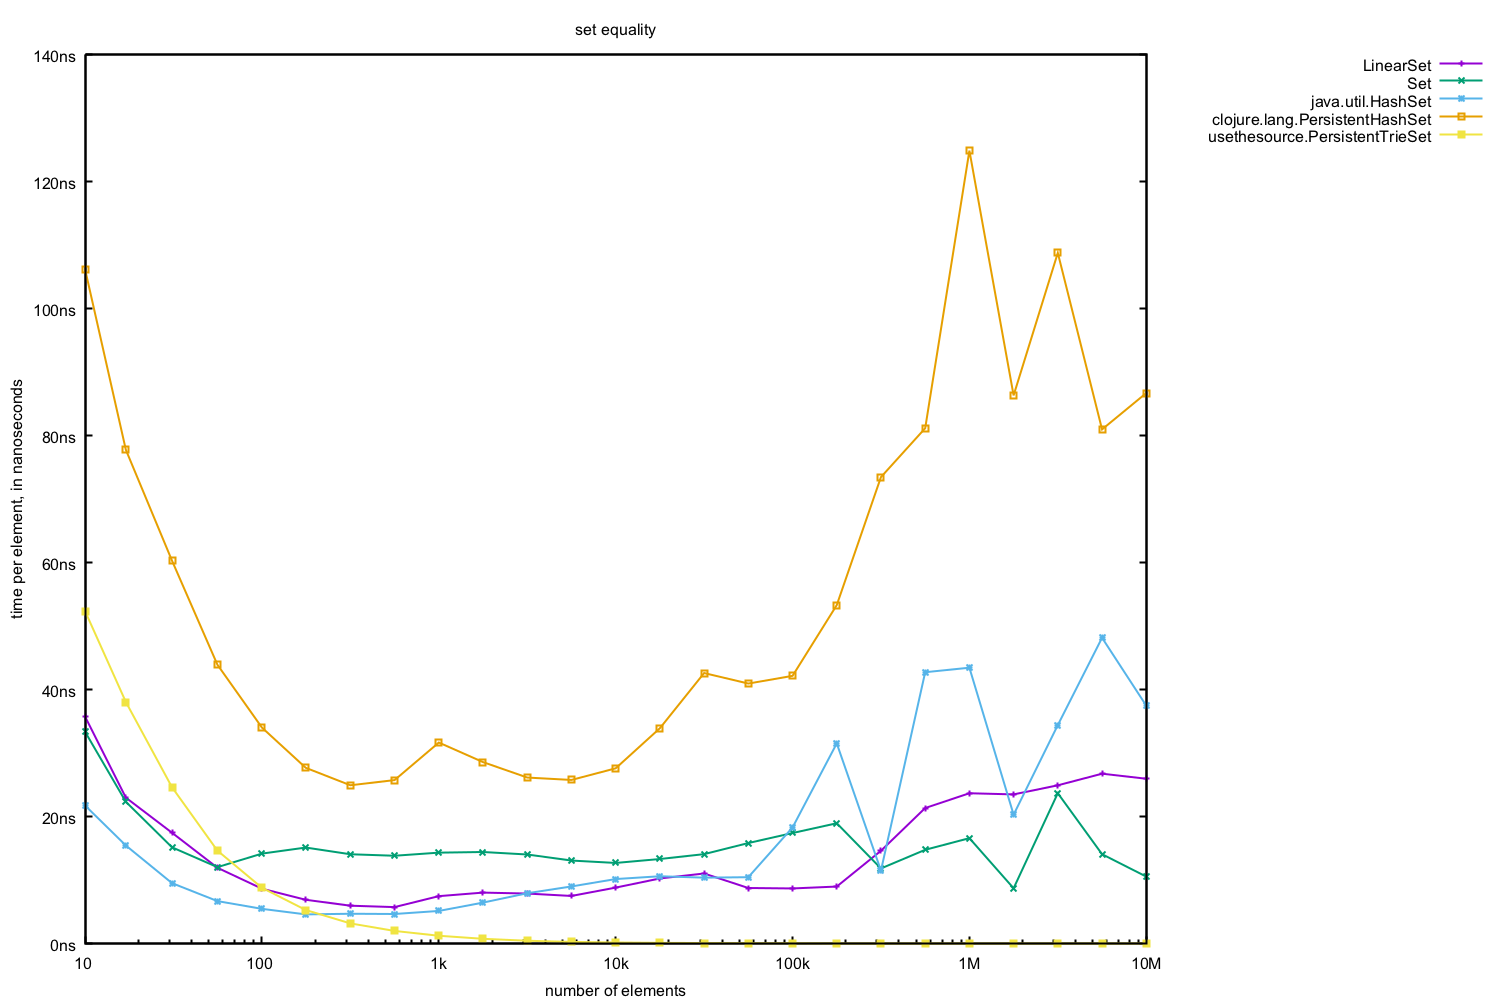 set equality
140ns
120ns
100ns
80ns
60ns
40ns
20ns
0ns
time per element, in nanoseconds
10
100
1k
10k
100k
1M
10M
number of elements
LinearSet
Set
java.util.HashSet
clojure.lang.PersistentHashSet
usethesource.PersistentTrieSet